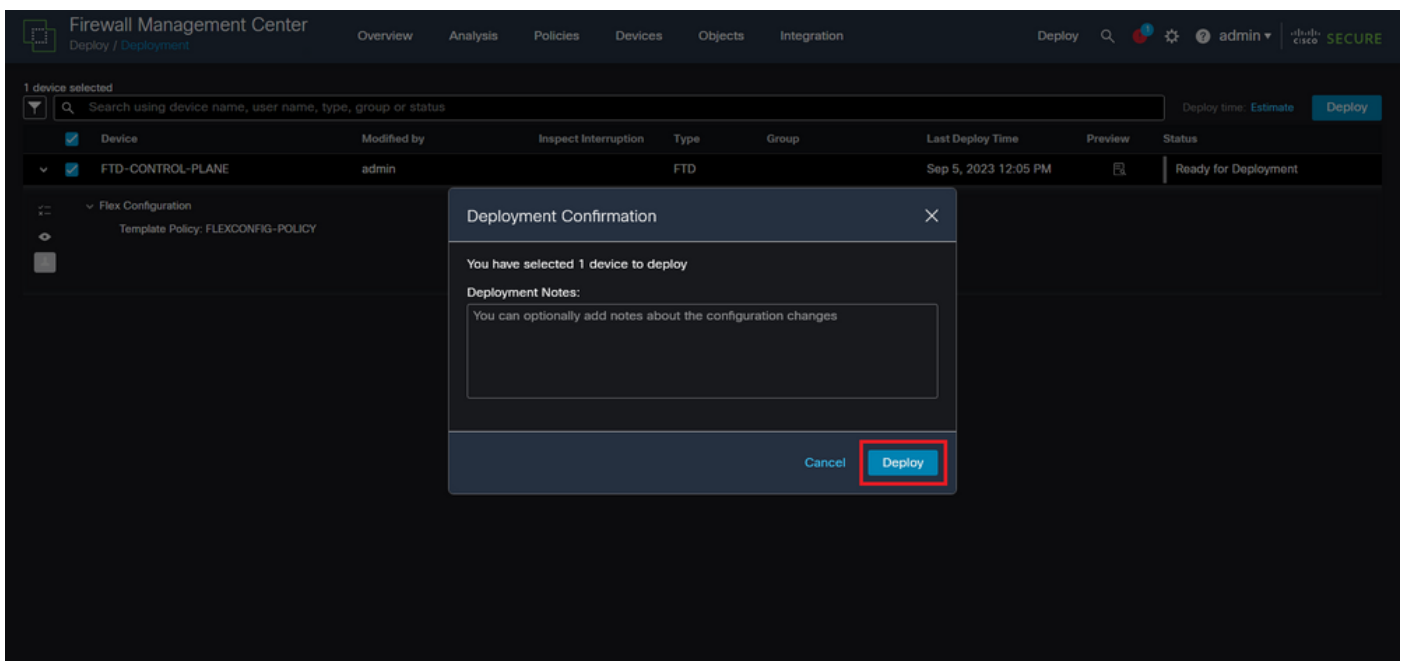 Firewall Management Center
Deploy / Deployment
Overview Analysis Policies Devices Objects Integration Deploy admin cisco SECURE
1 device selected
Search using device name, user name, type, group or status Deploy time: Estimate Deploy
Device Modified by Inspect Interruption Type Group Last Deploy Time Preview Status
FTD-CONTROL-PLANE admin FTD Sep 5, 2023 12:05 PM Ready for Deployment
Flex Configuration
Template Policy: FLEXCONFIG-POLICY
Deployment Confirmation
You have selected 1 device to deploy
Deployment Notes:
You can optionally add notes about the configuration changes
Cancel Deploy